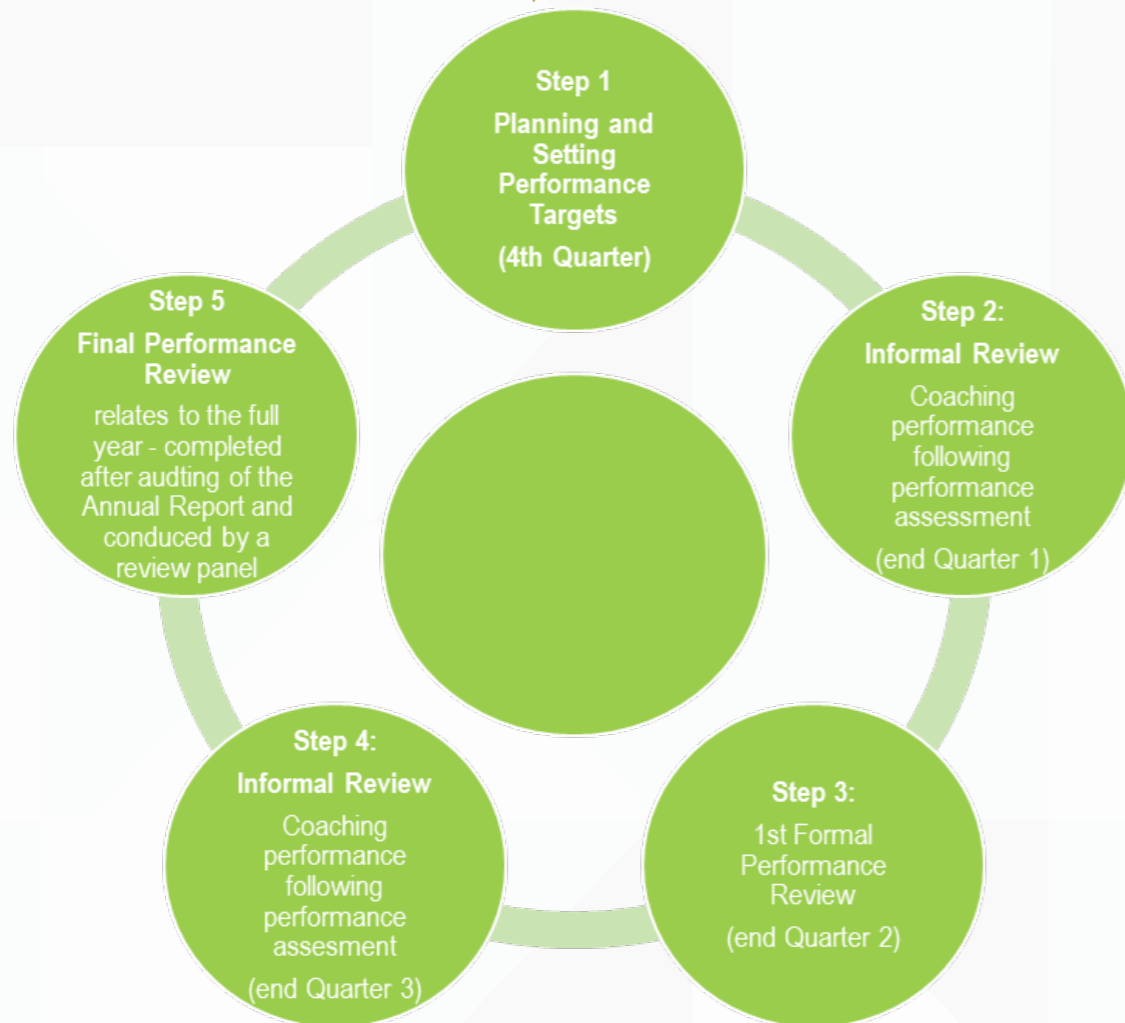 Step 1
Planning and
Setting
Performance
Targets
(4th Quarter)
Step 2:
Informal Review
Coaching
performance
following
performance
assessment
(end Quarter 1)
Step 3:
1st Formal
Performance
Review
(end Quarter 2)
Step 4:
Informal Review
Coaching
performance
following
performance
assesment
(end Quarter 3)
Step 5
Final Performance
Review
relates to the full
year - completed
after audting of the
Annual Report and
conduced by a
review panel